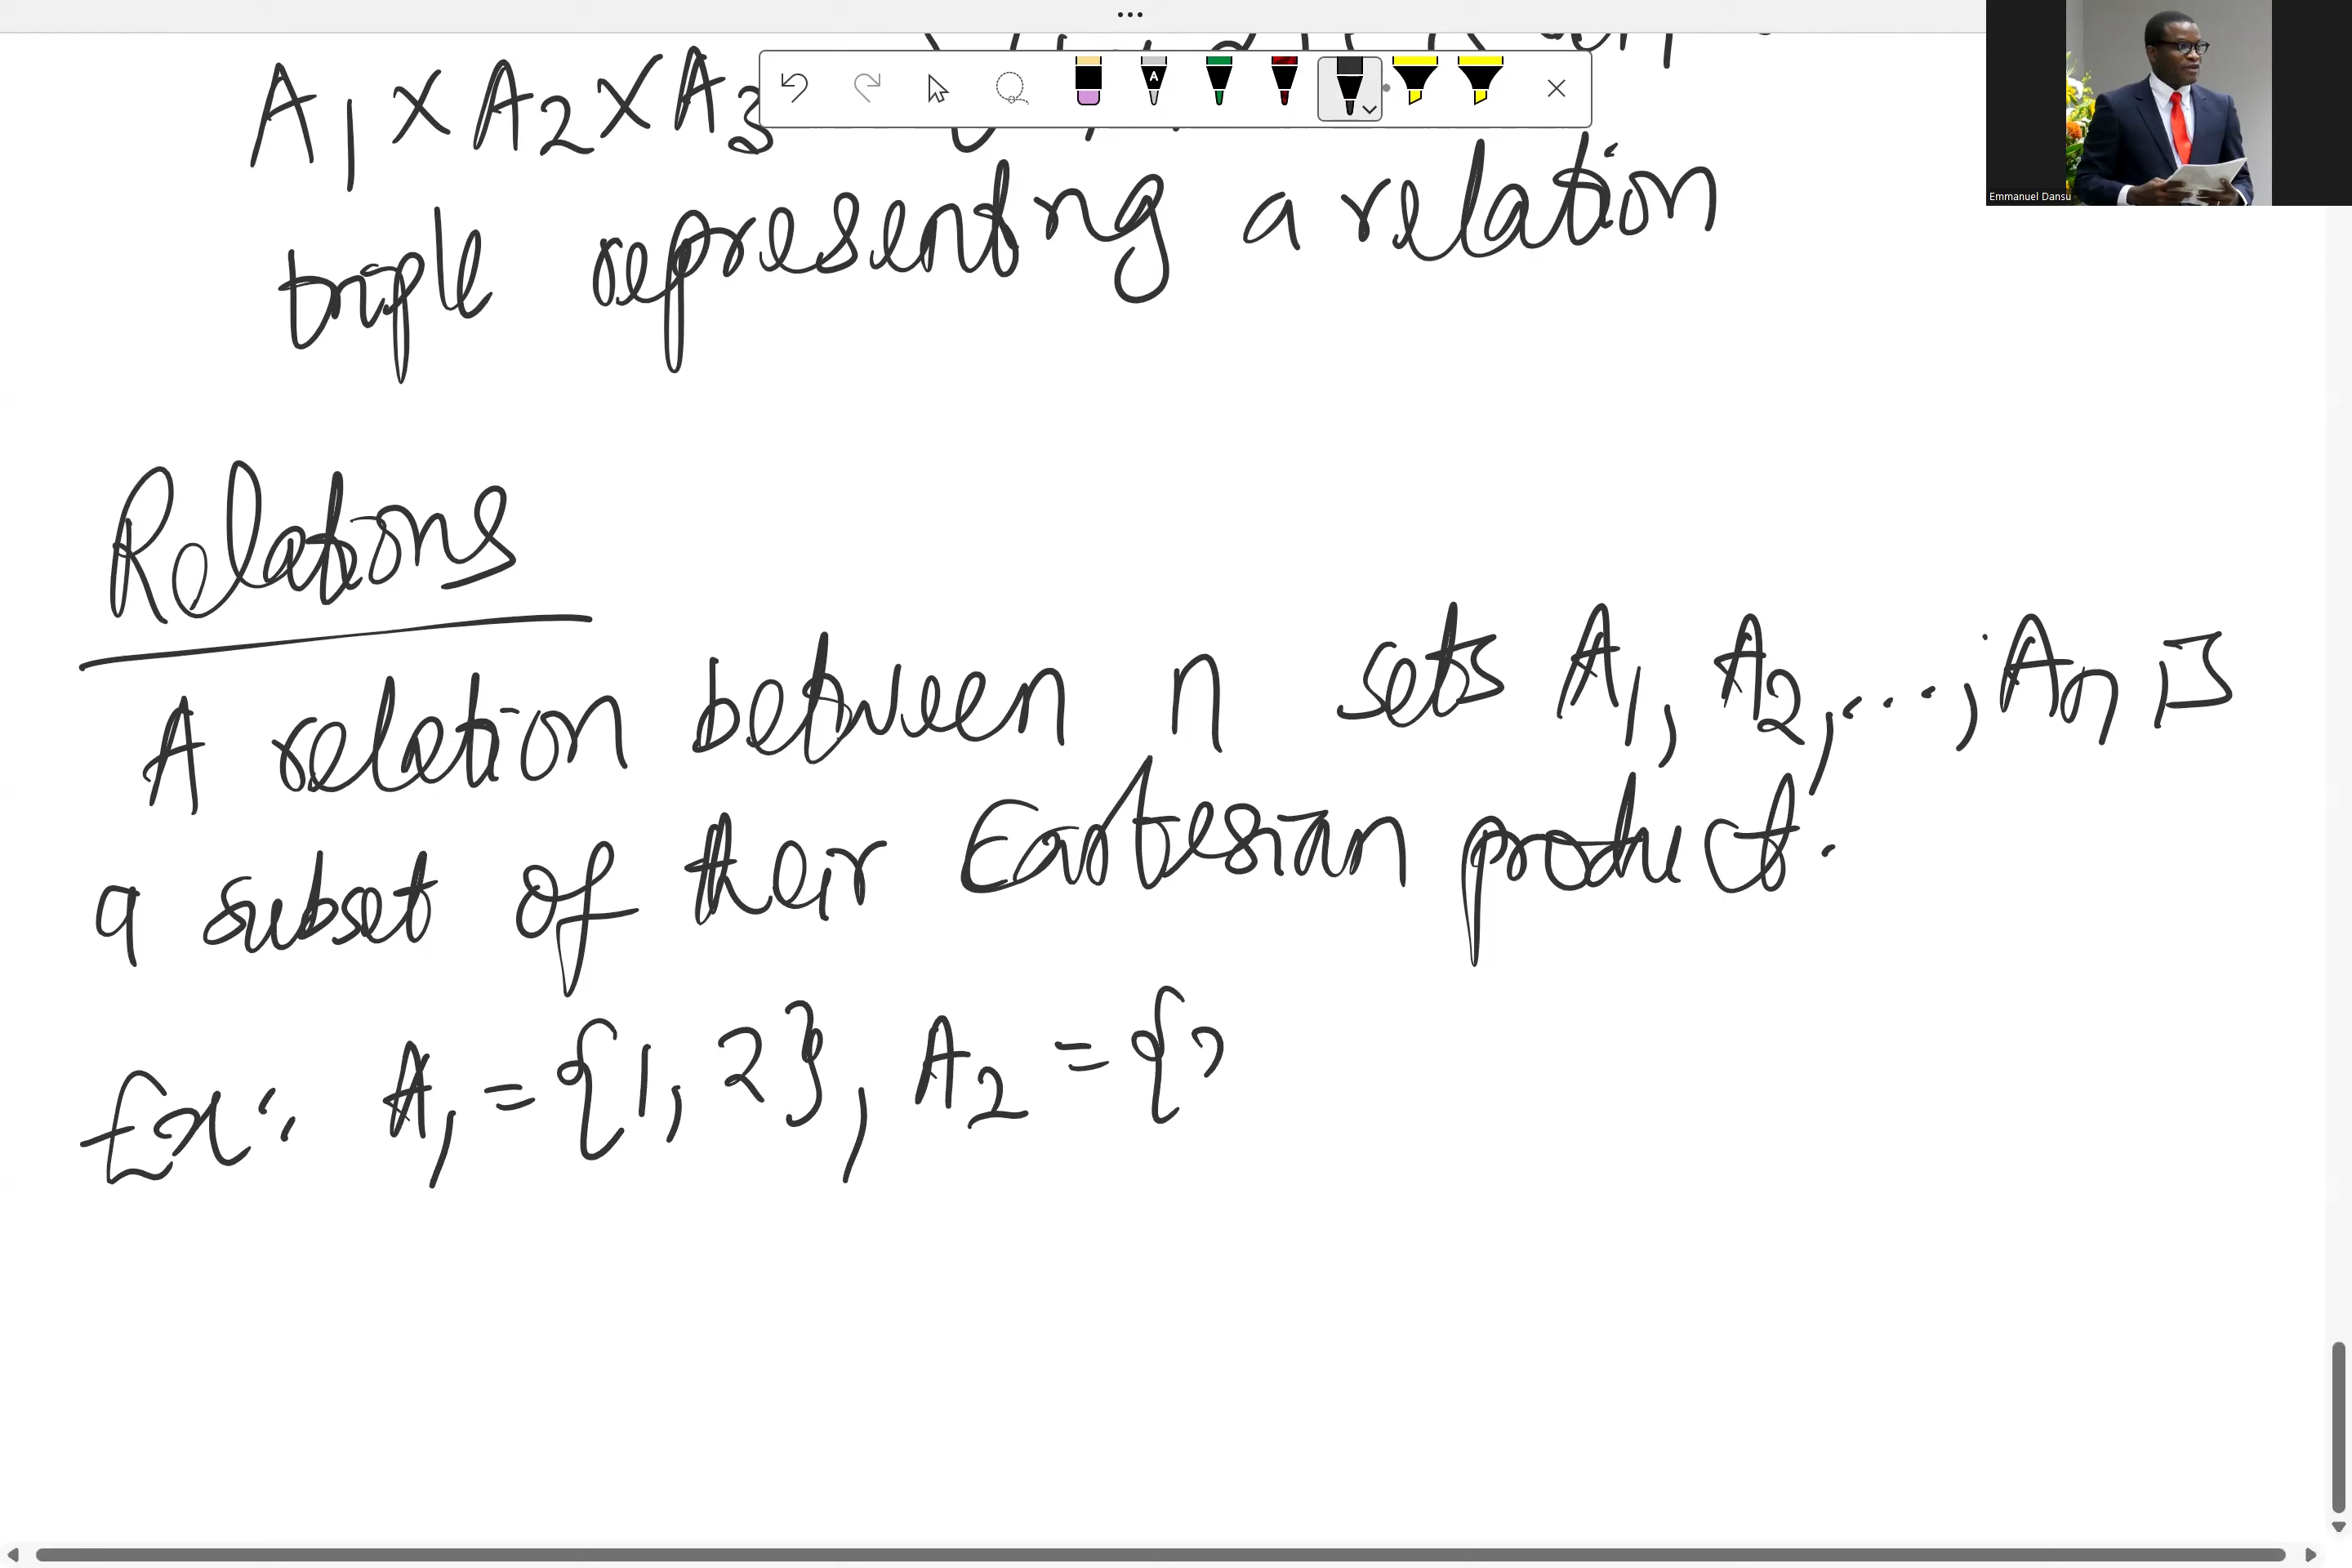 A₁ × A₂ × A₃
triple representing a relation
Emmanuel Dansu
Relations
A relation between n sets A₁, A₂, ..., Aₙ is
a subset of their Cartesian product.
Ex: A₁ = {1, 2}, A₂ = {